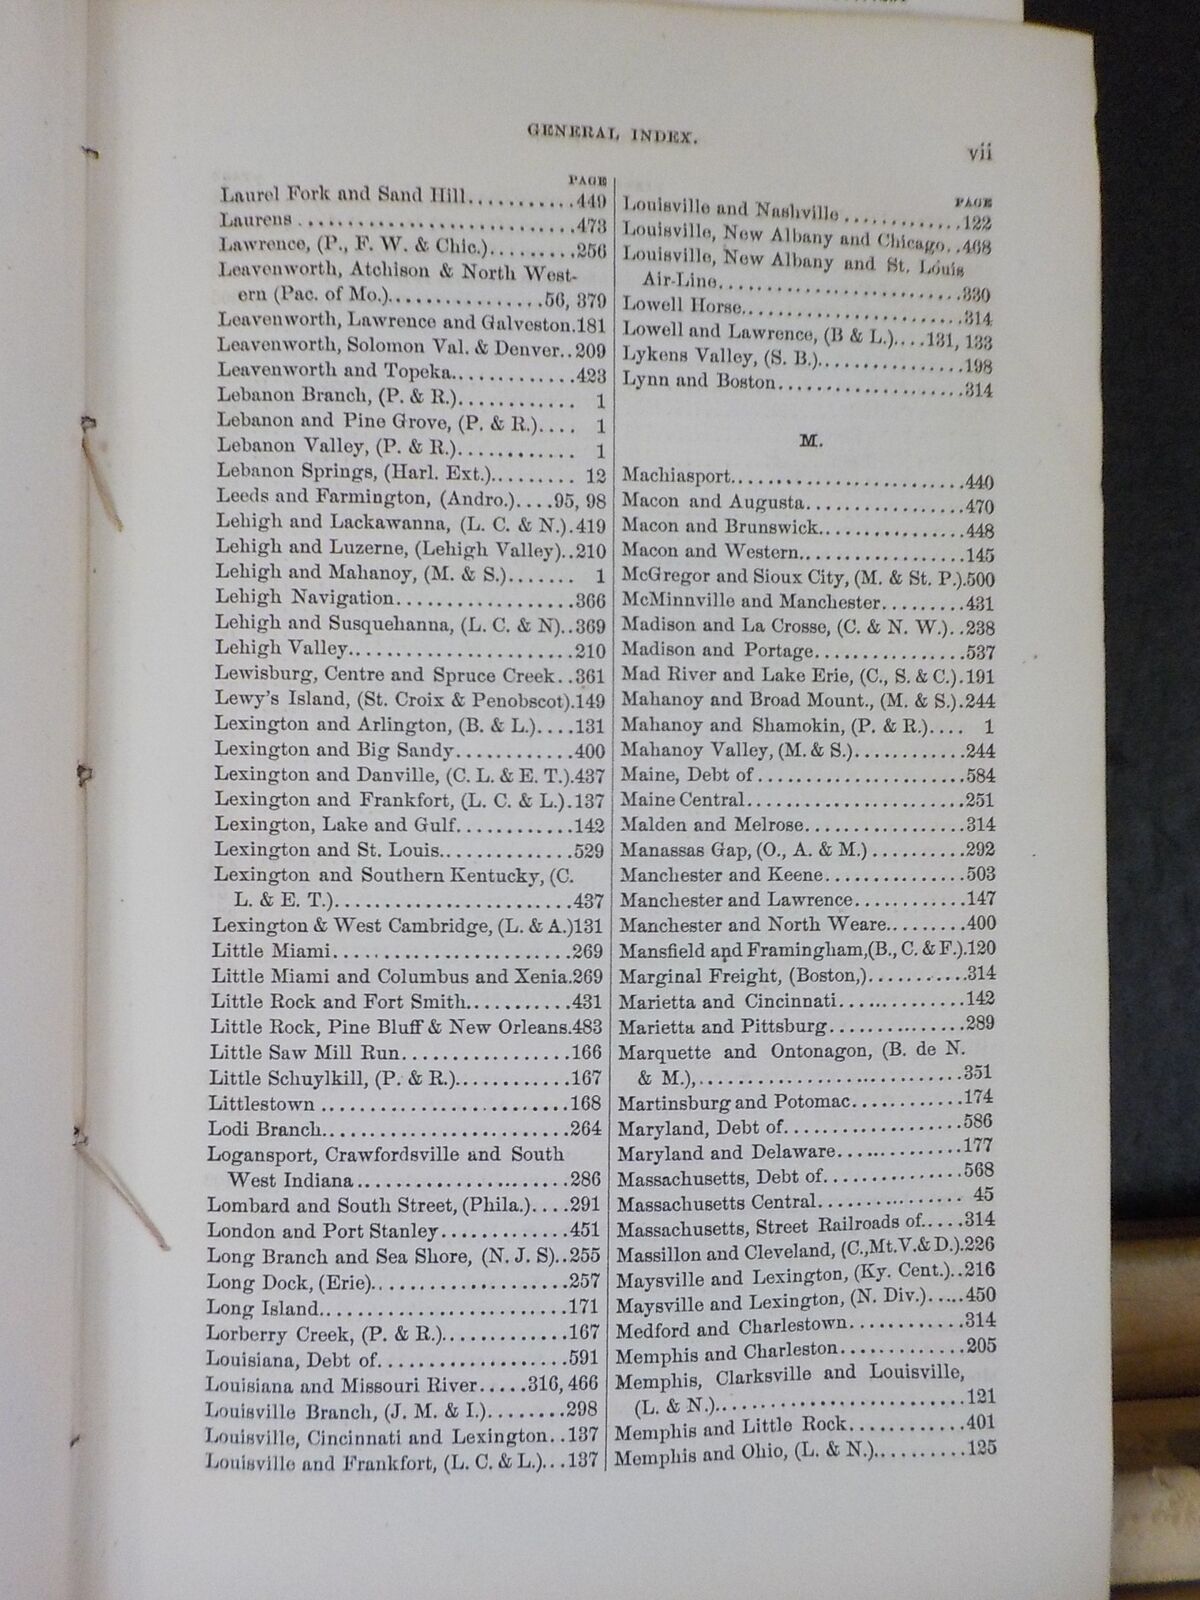 GENERAL INDEX.
vii
PAGE
Laurel Fork and Sand Hill...........449
Laurens............................473
Lawrence, (P., F. W. & Chic.).........256
Leavenworth, Atchison & North West-
ern (Pac. of Mo.)................56, 379
Leavenworth, Lawrence and Galveston.181
Leavenworth, Solomon Val. & Denver..209
Leavenworth and Topeka.............423
Lebanon Branch, (P. & R.)............ 1
Lebanon and Pine Grove, (P. & R.).... 1
Lebanon Valley, (P. & R.)............ 1
Lebanon Springs, (Harl. Ext.)......... 12
Leeds and Farmington, (Andro.)....95, 98
Lehigh and Lackawanna, (L. C. & N.).419
Lehigh and Luzerne, (Lehigh Valley)..210
Lehigh and Mahanoy, (M. & S.)....... 1
Lehigh Navigation..................366
Lehigh and Susquehanna, (L. C. & N)..369
Lehigh Valley.......................210
Lewisburg, Centre and Spruce Creek..361
Lewy's Island, (St. Croix & Penobscot).149
Lexington and Arlington, (B. & L.)....131
Lexington and Big Sandy............400
Lexington and Danville, (C. L. & E. T.).437
Lexington and Frankfort, (L. C. & L.).137
Lexington, Lake and Gulf............142
Lexington and St. Louis..............529
Lexington and Southern Kentucky, (C.
L. & E. T.)........................437
Lexington & West Cambridge, (L. & A.)131
Little Miami.........................269
Little Miami and Columbus and Xenia.269
Little Rock and Fort Smith...........431
Little Rock, Pine Bluff & New Orleans.483
Little Saw Mill Run.................166
Little Schuylkill, (P. & R.)............167
Littlestown.........................168
Lodi Branch.........................264
Logansport, Crawfordsville and South
West Indiana.......................286
Lombard and South Street, (Phila.)....291
London and Port Stanley.............451
Long Branch and Sea Shore, (N. J. S)..255
Long Dock, (Erie)....................257
Long Island.........................171
Lorberry Creek, (P. & R.).............167
Louisiana, Debt of...................591
Louisiana and Missouri River.....316, 466
Louisville Branch, (J. M. & I.)........298
Louisville, Cincinnati and Lexington..137
Louisville and Frankfort, (L. C. & L.)...137
PAGE
Louisville and Nashville............122
Louisville, New Albany and Chicago..468
Louisville, New Albany and St. Louis
Air-Line.........................330
Lowell Horse.......................314
Lowell and Lawrence, (B & L.)....131, 133
Lykens Valley, (S. B.)................198
Lynn and Boston...................314
M.
Machiasport........................440
Macon and Augusta................470
Macon and Brunswick..............448
Macon and Western................145
McGregor and Sioux City, (M. & St. P.).500
McMinnville and Manchester.........431
Madison and La Crosse, (C. & N. W.)..238
Madison and Portage................537
Mad River and Lake Erie, (C., S. & C.).191
Mahanoy and Broad Mount., (M. & S.).244
Mahanoy and Shamokin, (P. & R.).... 1
Mahanoy Valley, (M. & S.)...........244
Maine, Debt of.....................584
Maine Central......................251
Malden and Melrose................314
Manassas Gap, (O., A. & M.)..........292
Manchester and Keene..............503
Manchester and Lawrence...........147
Manchester and North Weare........400
Mansfield and Framingham,(B., C. & F.).120
Marginal Freight, (Boston,)..........314
Marietta and Cincinnati.............142
Marietta and Pittsburg..............289
Marquette and Ontonagon, (B. de N.
& M.),...........................351
Martinsburg and Potomac............174
Maryland, Debt of..................586
Maryland and Delaware.............177
Massachusetts, Debt of..............568
Massachusetts Central.............. 45
Massachusetts, Street Railroads of.....314
Massillon and Cleveland, (C.,Mt.V.& D.).226
Maysville and Lexington, (Ky. Cent.)..216
Maysville and Lexington, (N. Div.).....450
Medford and Charlestown............314
Memphis and Charleston.............205
Memphis, Clarksville and Louisville,
(L. & N.)..........................121
Memphis and Little Rock............401
Memphis and Ohio, (L. & N.)..........125